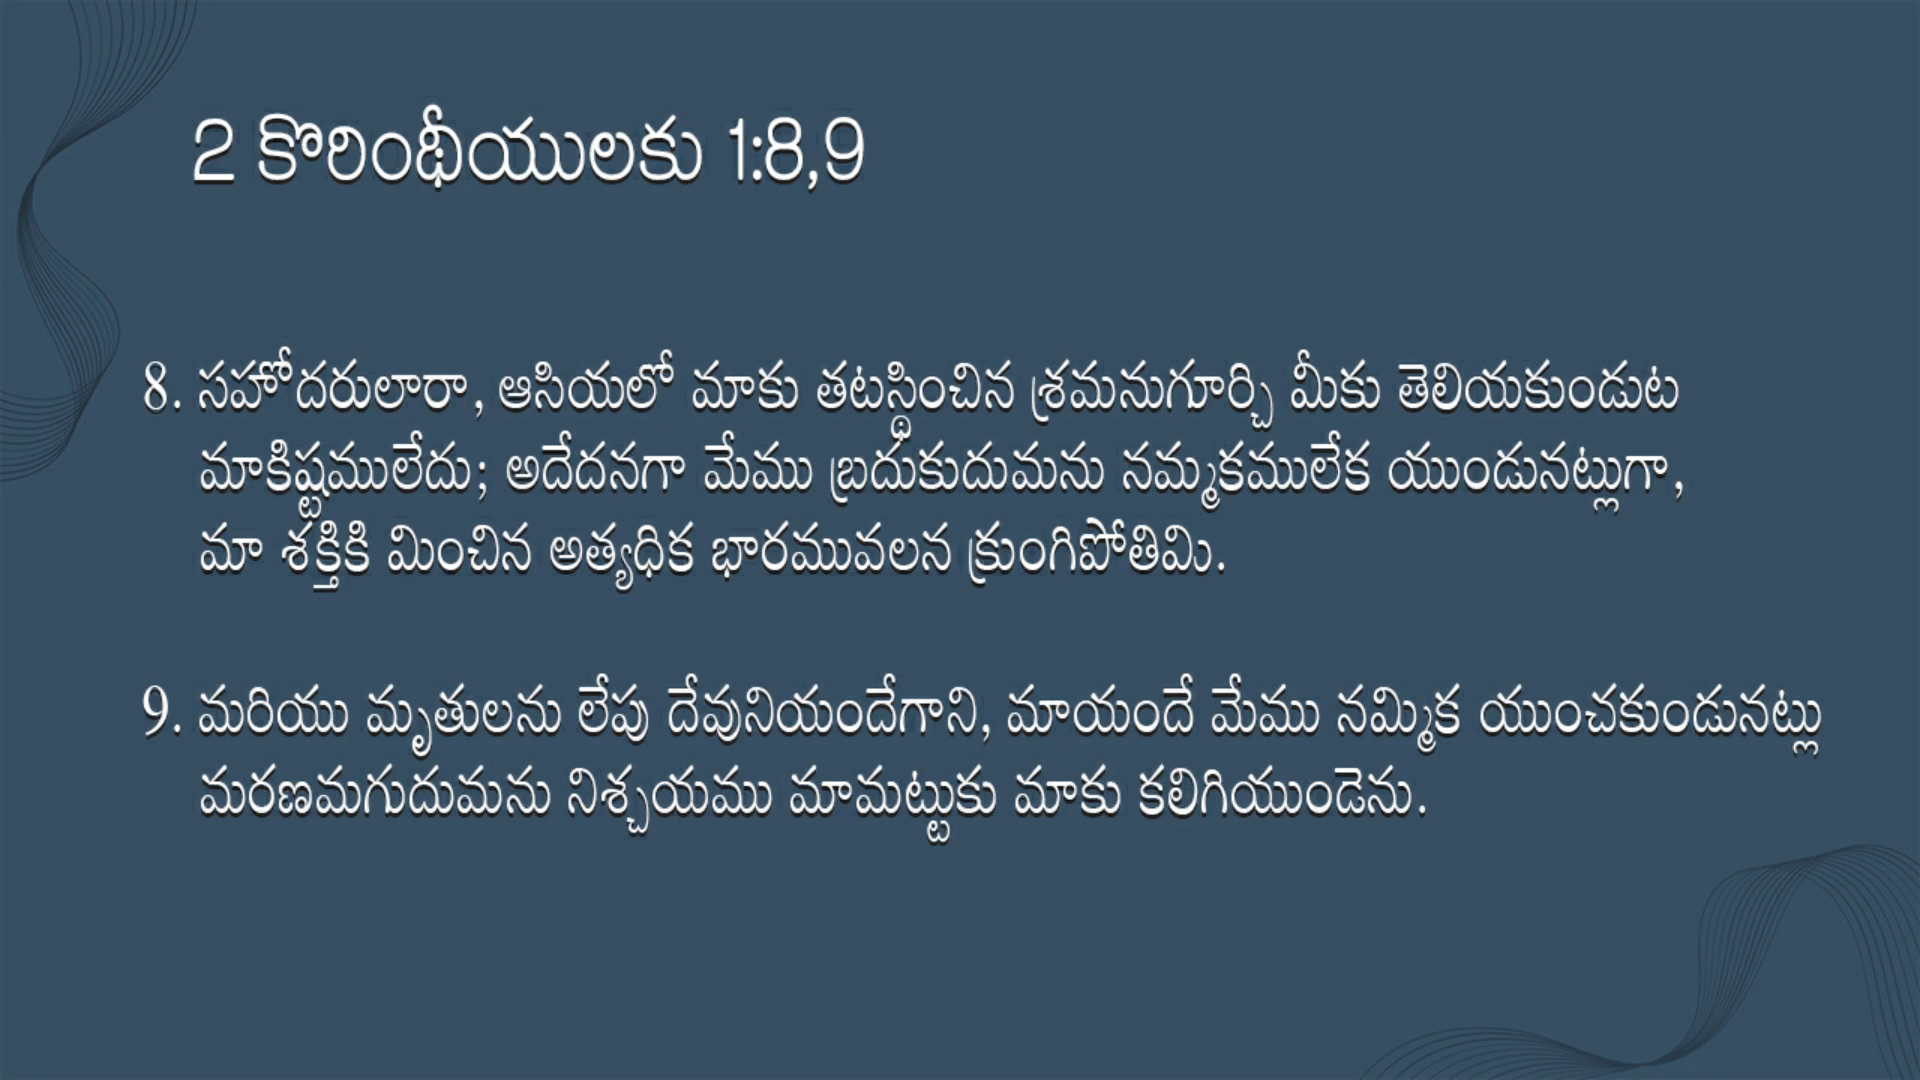 2 కొరింథీయులకు 1:8,9
8. సహోదరులారా, ఆసియలో మాకు తటస్థించిన శ్రమనుగూర్చి మీకు తెలియకుండుట
మాకిష్టములేదు; అదేదనగా మేము బ్రదుకుదుమను నమ్మకములేక యుండునట్లుగా,
మా శక్తికి మించిన అత్యధిక భారమువలన క్రుంగిపోతిమి.
9. మరియు మృతులను లేపు దేవునియందేగాని, మాయందే మేము నమ్మిక యుంచకుండునట్లు
మరణమగుదుమను నిశ్చయము మామట్టుకు మాకు కలిగియుండెను.